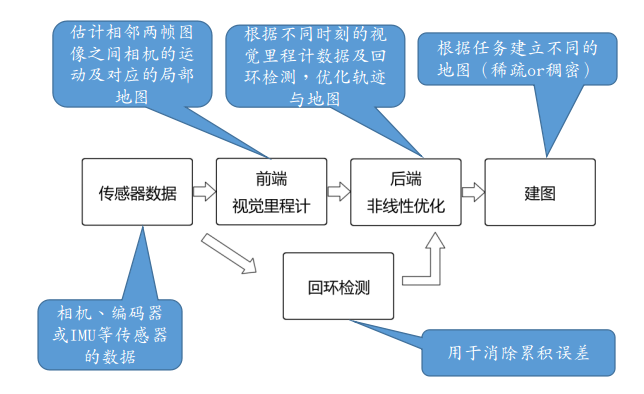 估计相邻两帧图
像之间相机的运
动及对应的局部
地图
根据不同时刻的视
觉里程计数据及回
环检测，优化轨迹
与地图
根据任务建立不同的
地图（稀疏or稠密）
传感器数据
前端
视觉里程计
后端
非线性优化
建图
回环检测
相机、编码器
或IMU等传感器
的数据
用于消除累积误差